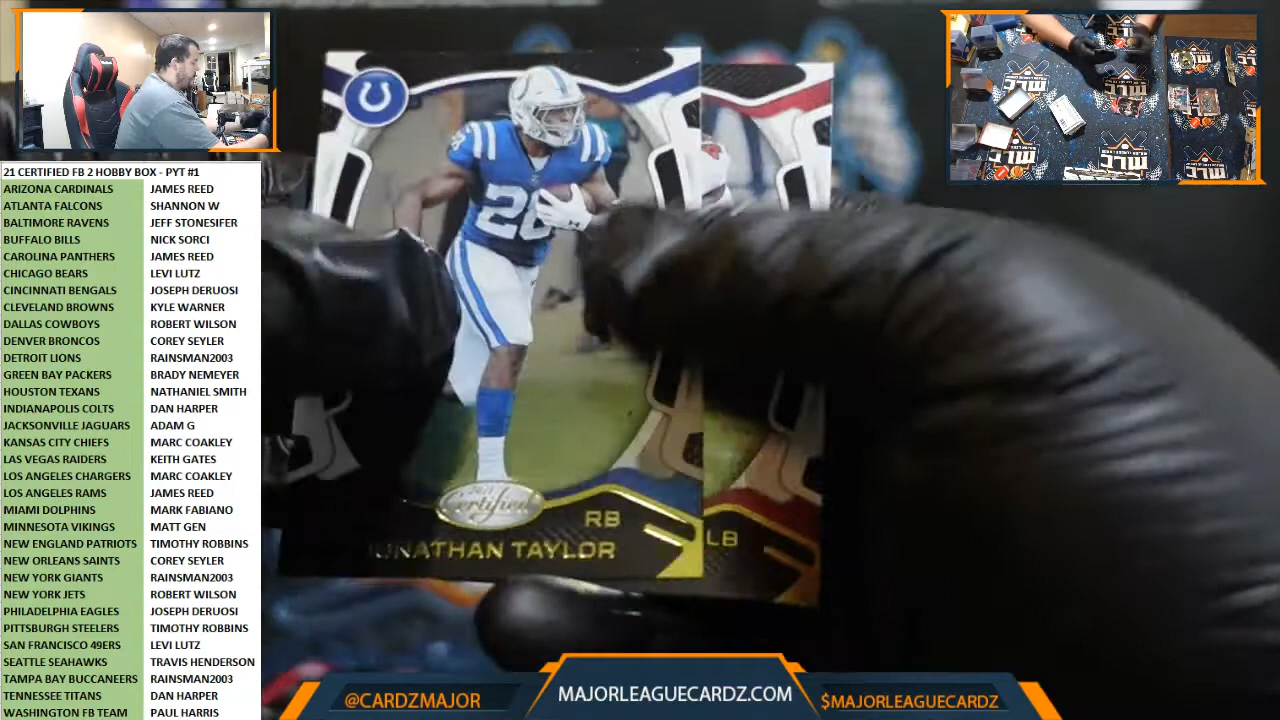 21 CERTIFIED FB 2 HOBBY BOX - PYT #1
ARIZONA CARDINALS JAMES REED
ATLANTA FALCONS SHANNON W
BALTIMORE RAVENS JEFF STONESIFER
BUFFALO BILLS NICK SORCI
CAROLINA PANTHERS JAMES REED
CHICAGO BEARS LEVI LUTZ
CINCINNATI BENGALS JOSEPH DERUOSI
CLEVELAND BROWNS KYLE WARNER
DALLAS COWBOYS ROBERT WILSON
DENVER BRONCOS COREY SEYLER
DETROIT LIONS RAINSMAN2003
GREEN BAY PACKERS BRADY NEMEYER
HOUSTON TEXANS NATHANIEL SMITH
INDIANAPOLIS COLTS DAN HARPER
JACKSONVILLE JAGUARS ADAM G
KANSAS CITY CHIEFS MARC COAKLEY
LAS VEGAS RAIDERS KEITH GATES
LOS ANGELES CHARGERS MARC COAKLEY
LOS ANGELES RAMS JAMES REED
MIAMI DOLPHINS MARK FABIANO
MINNESOTA VIKINGS MATT GEN
NEW ENGLAND PATRIOTS TIMOTHY ROBBINS
NEW ORLEANS SAINTS COREY SEYLER
NEW YORK GIANTS RAINSMAN2003
NEW YORK JETS ROBERT WILSON
PHILADELPHIA EAGLES JOSEPH DERUOSI
PITTSBURGH STEELERS TIMOTHY ROBBINS
SAN FRANCISCO 49ERS LEVI LUTZ
SEATTLE SEAHAWKS TRAVIS HENDERSON
TAMPA BAY BUCCANEERS RAINSMAN2003
TENNESSEE TITANS DAN HARPER
WASHINGTON FB TEAM PAUL HARRIS
28
Certified
RB
JONATHAN TAYLOR
LB
MLC
@CARDZMAJOR
MAJORLEAGUECARDZ.COM
$MAJORLEAGUECARDZ